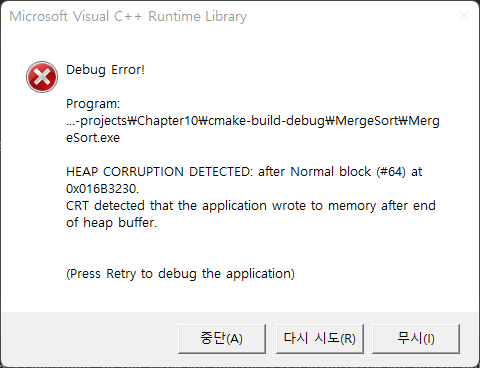 Microsoft Visual C++ Runtime Library
Debug Error!
Program:
...-projects₩Chapter10₩cmake-build-debug₩MergeSort₩Merg
eSort.exe
HEAP CORRUPTION DETECTED: after Normal block (#64) at
0x016B3230.
CRT detected that the application wrote to memory after end
of heap buffer.
(Press Retry to debug the application)
중단(A)
다시 시도(R)
무시(I)